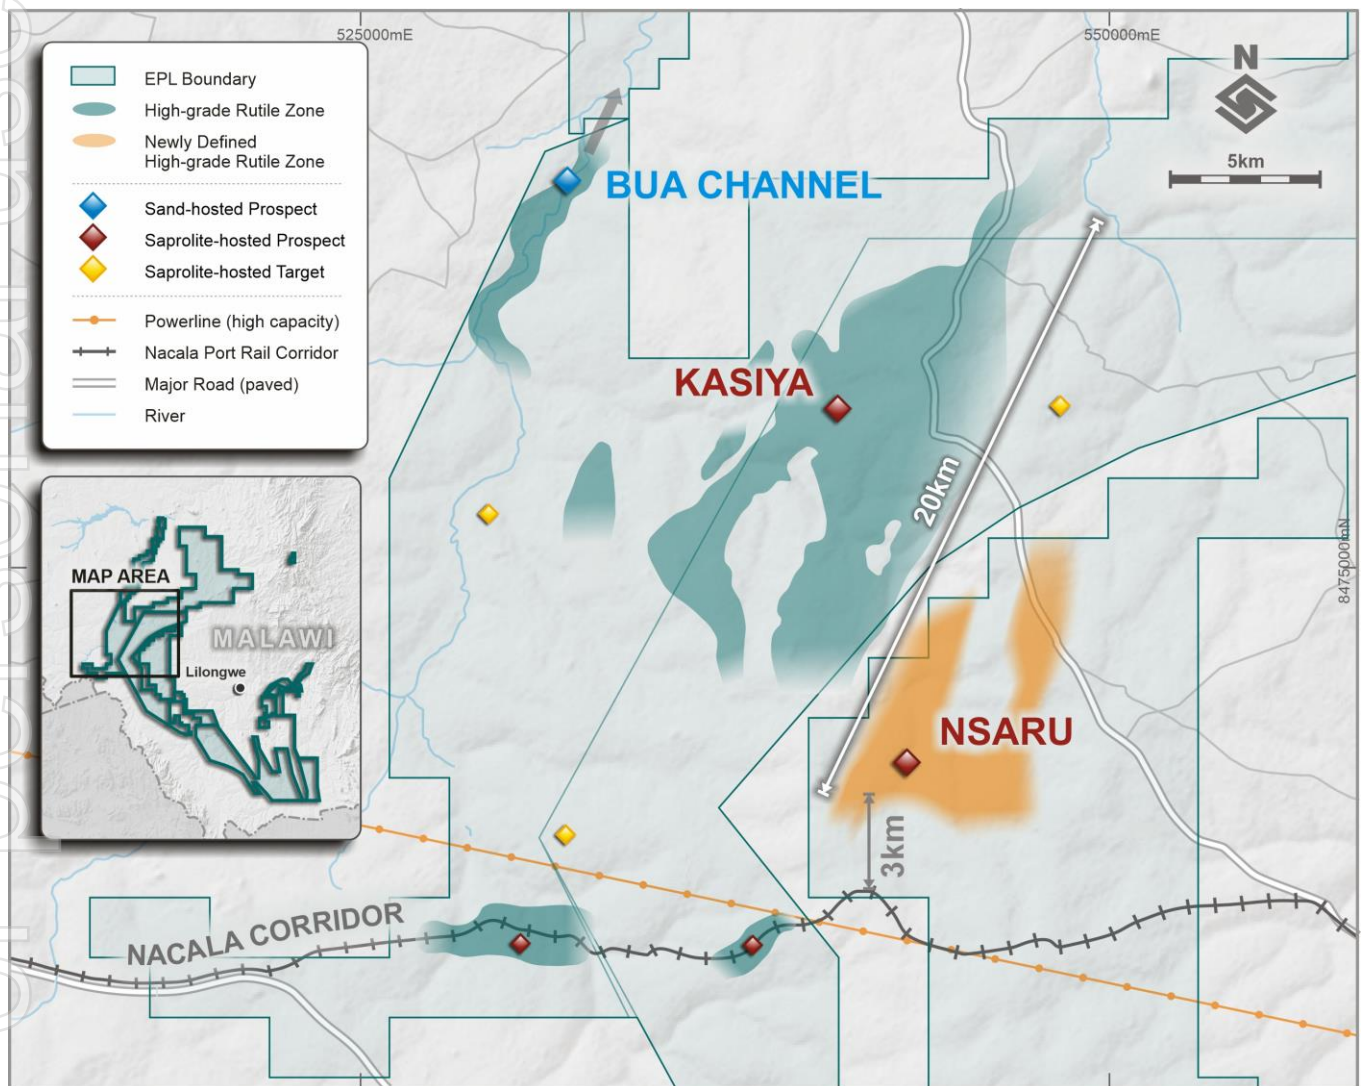 525000mE
550000mE
EPL Boundary
High-grade Rutile Zone
Newly Defined
High-grade Rutile Zone
Sand-hosted Prospect
Saprolite-hosted Prospect
Saprolite-hosted Target
Powerline (high capacity)
Nacala Port Rail Corridor
Major Road (paved)
River
N
5km
BUA CHANNEL
KASIYA
20km
8475000mN
MAP AREA
MALAWI
Lilongwe
NSARU
3km
NACALA CORRIDOR